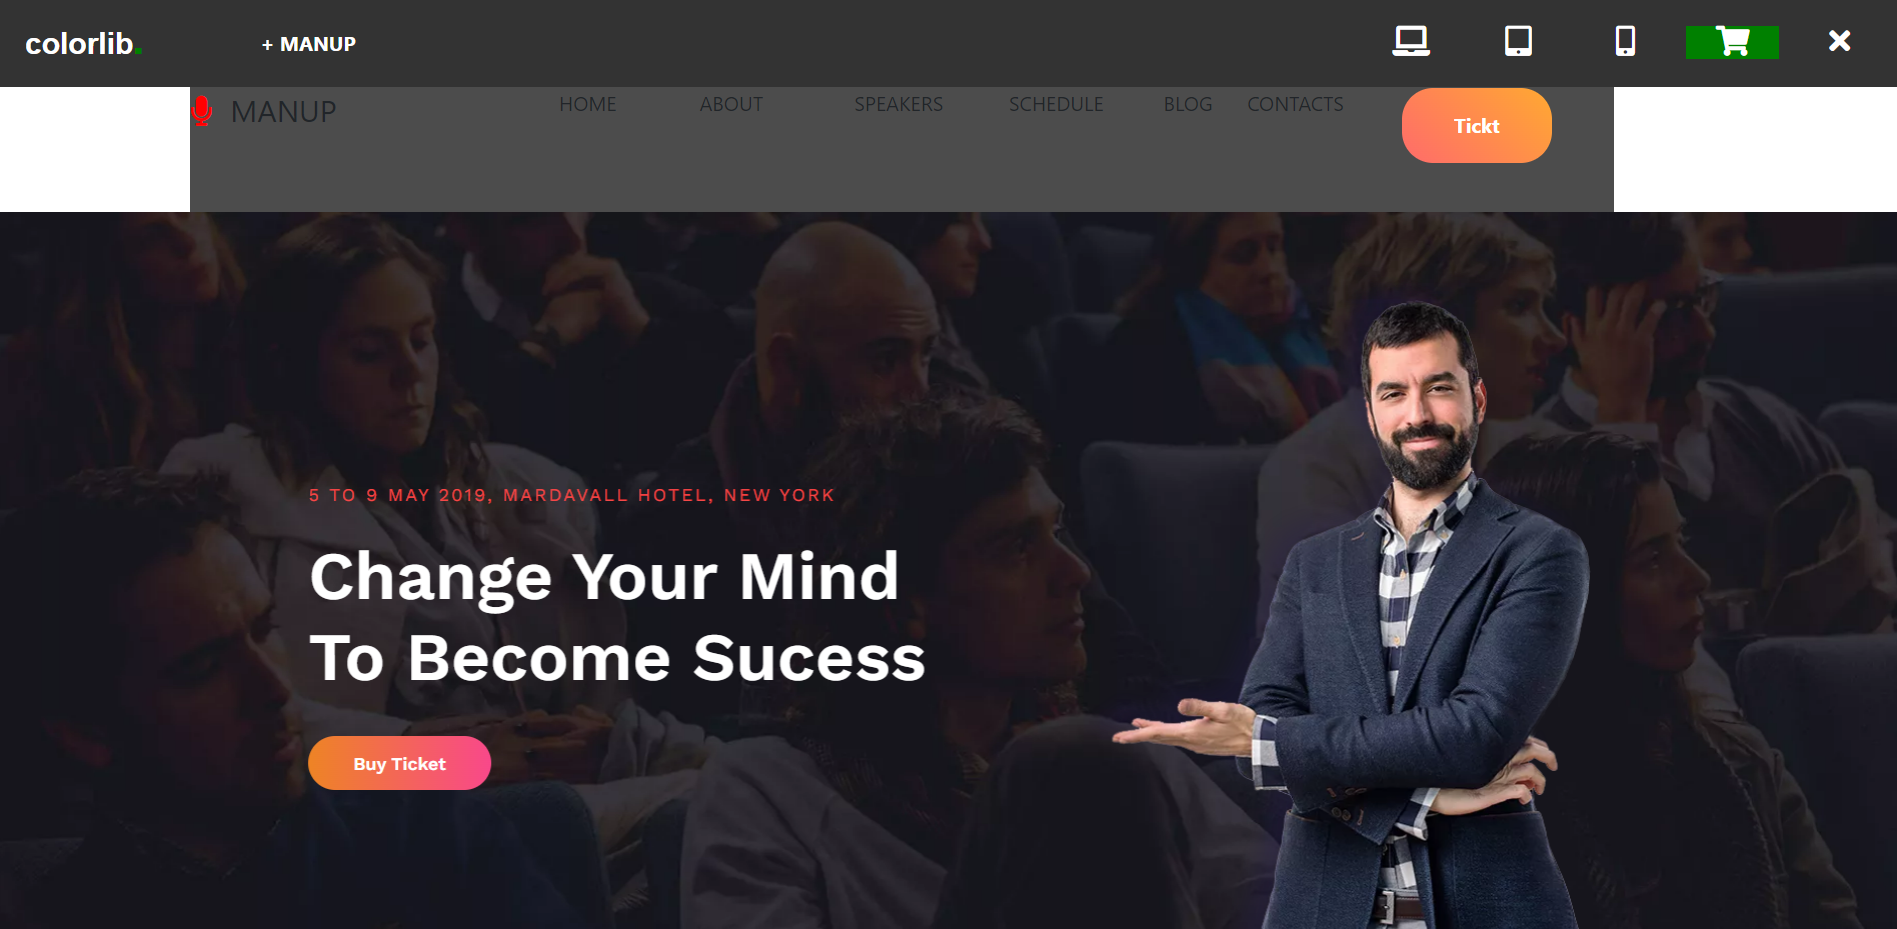 colorlib.
+ MANUP
MANUP
HOME
ABOUT
SPEAKERS
SCHEDULE
BLOG
CONTACTS
Tickt
5 TO 9 MAY 2019, MARDAVALL HOTEL, NEW YORK
Change Your Mind
To Become Sucess
Buy Ticket